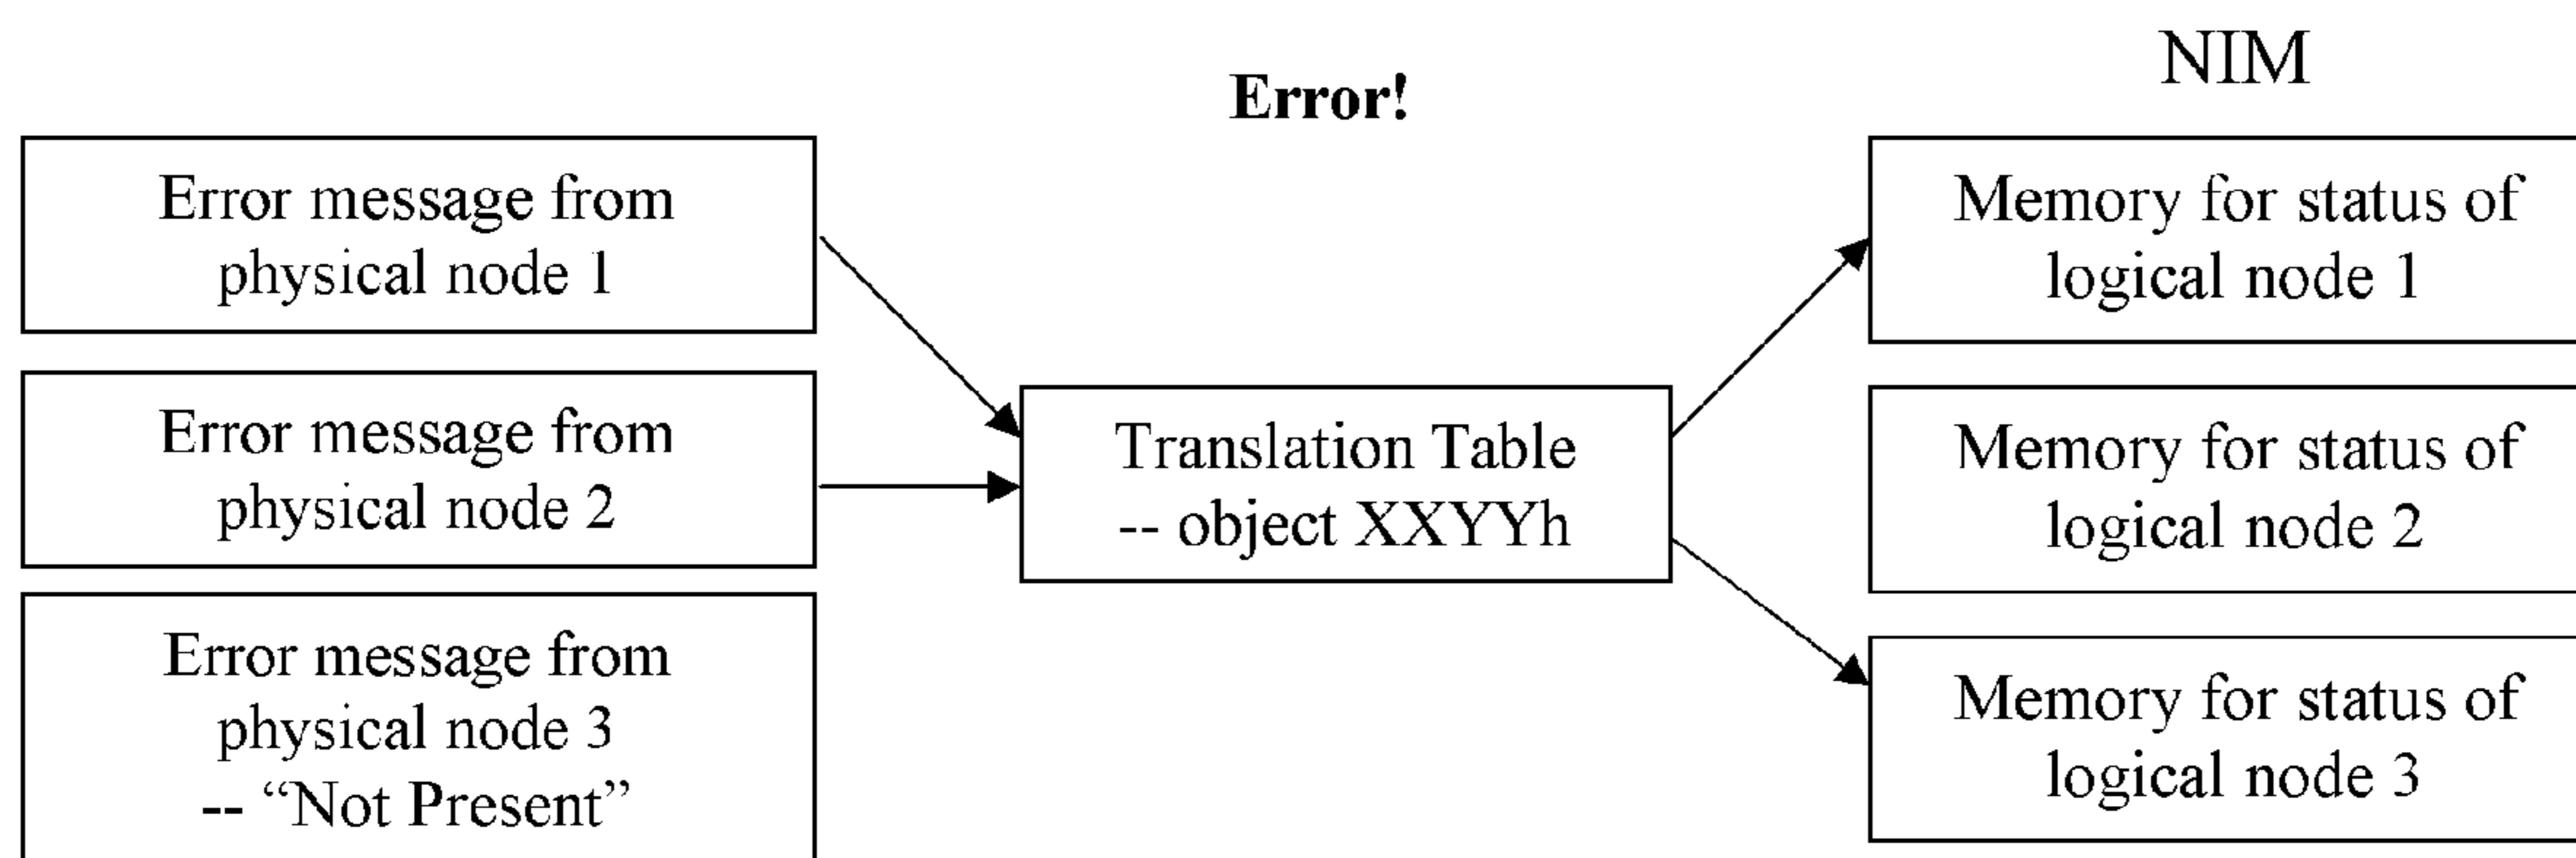 NIM
Error!
Error message from
physical node 1
Error message from
physical node 2
Error message from
physical node 3
-- “Not Present”
Translation Table
-- object XXYYh
Memory for status of
logical node 1
Memory for status of
logical node 2
Memory for status of
logical node 3